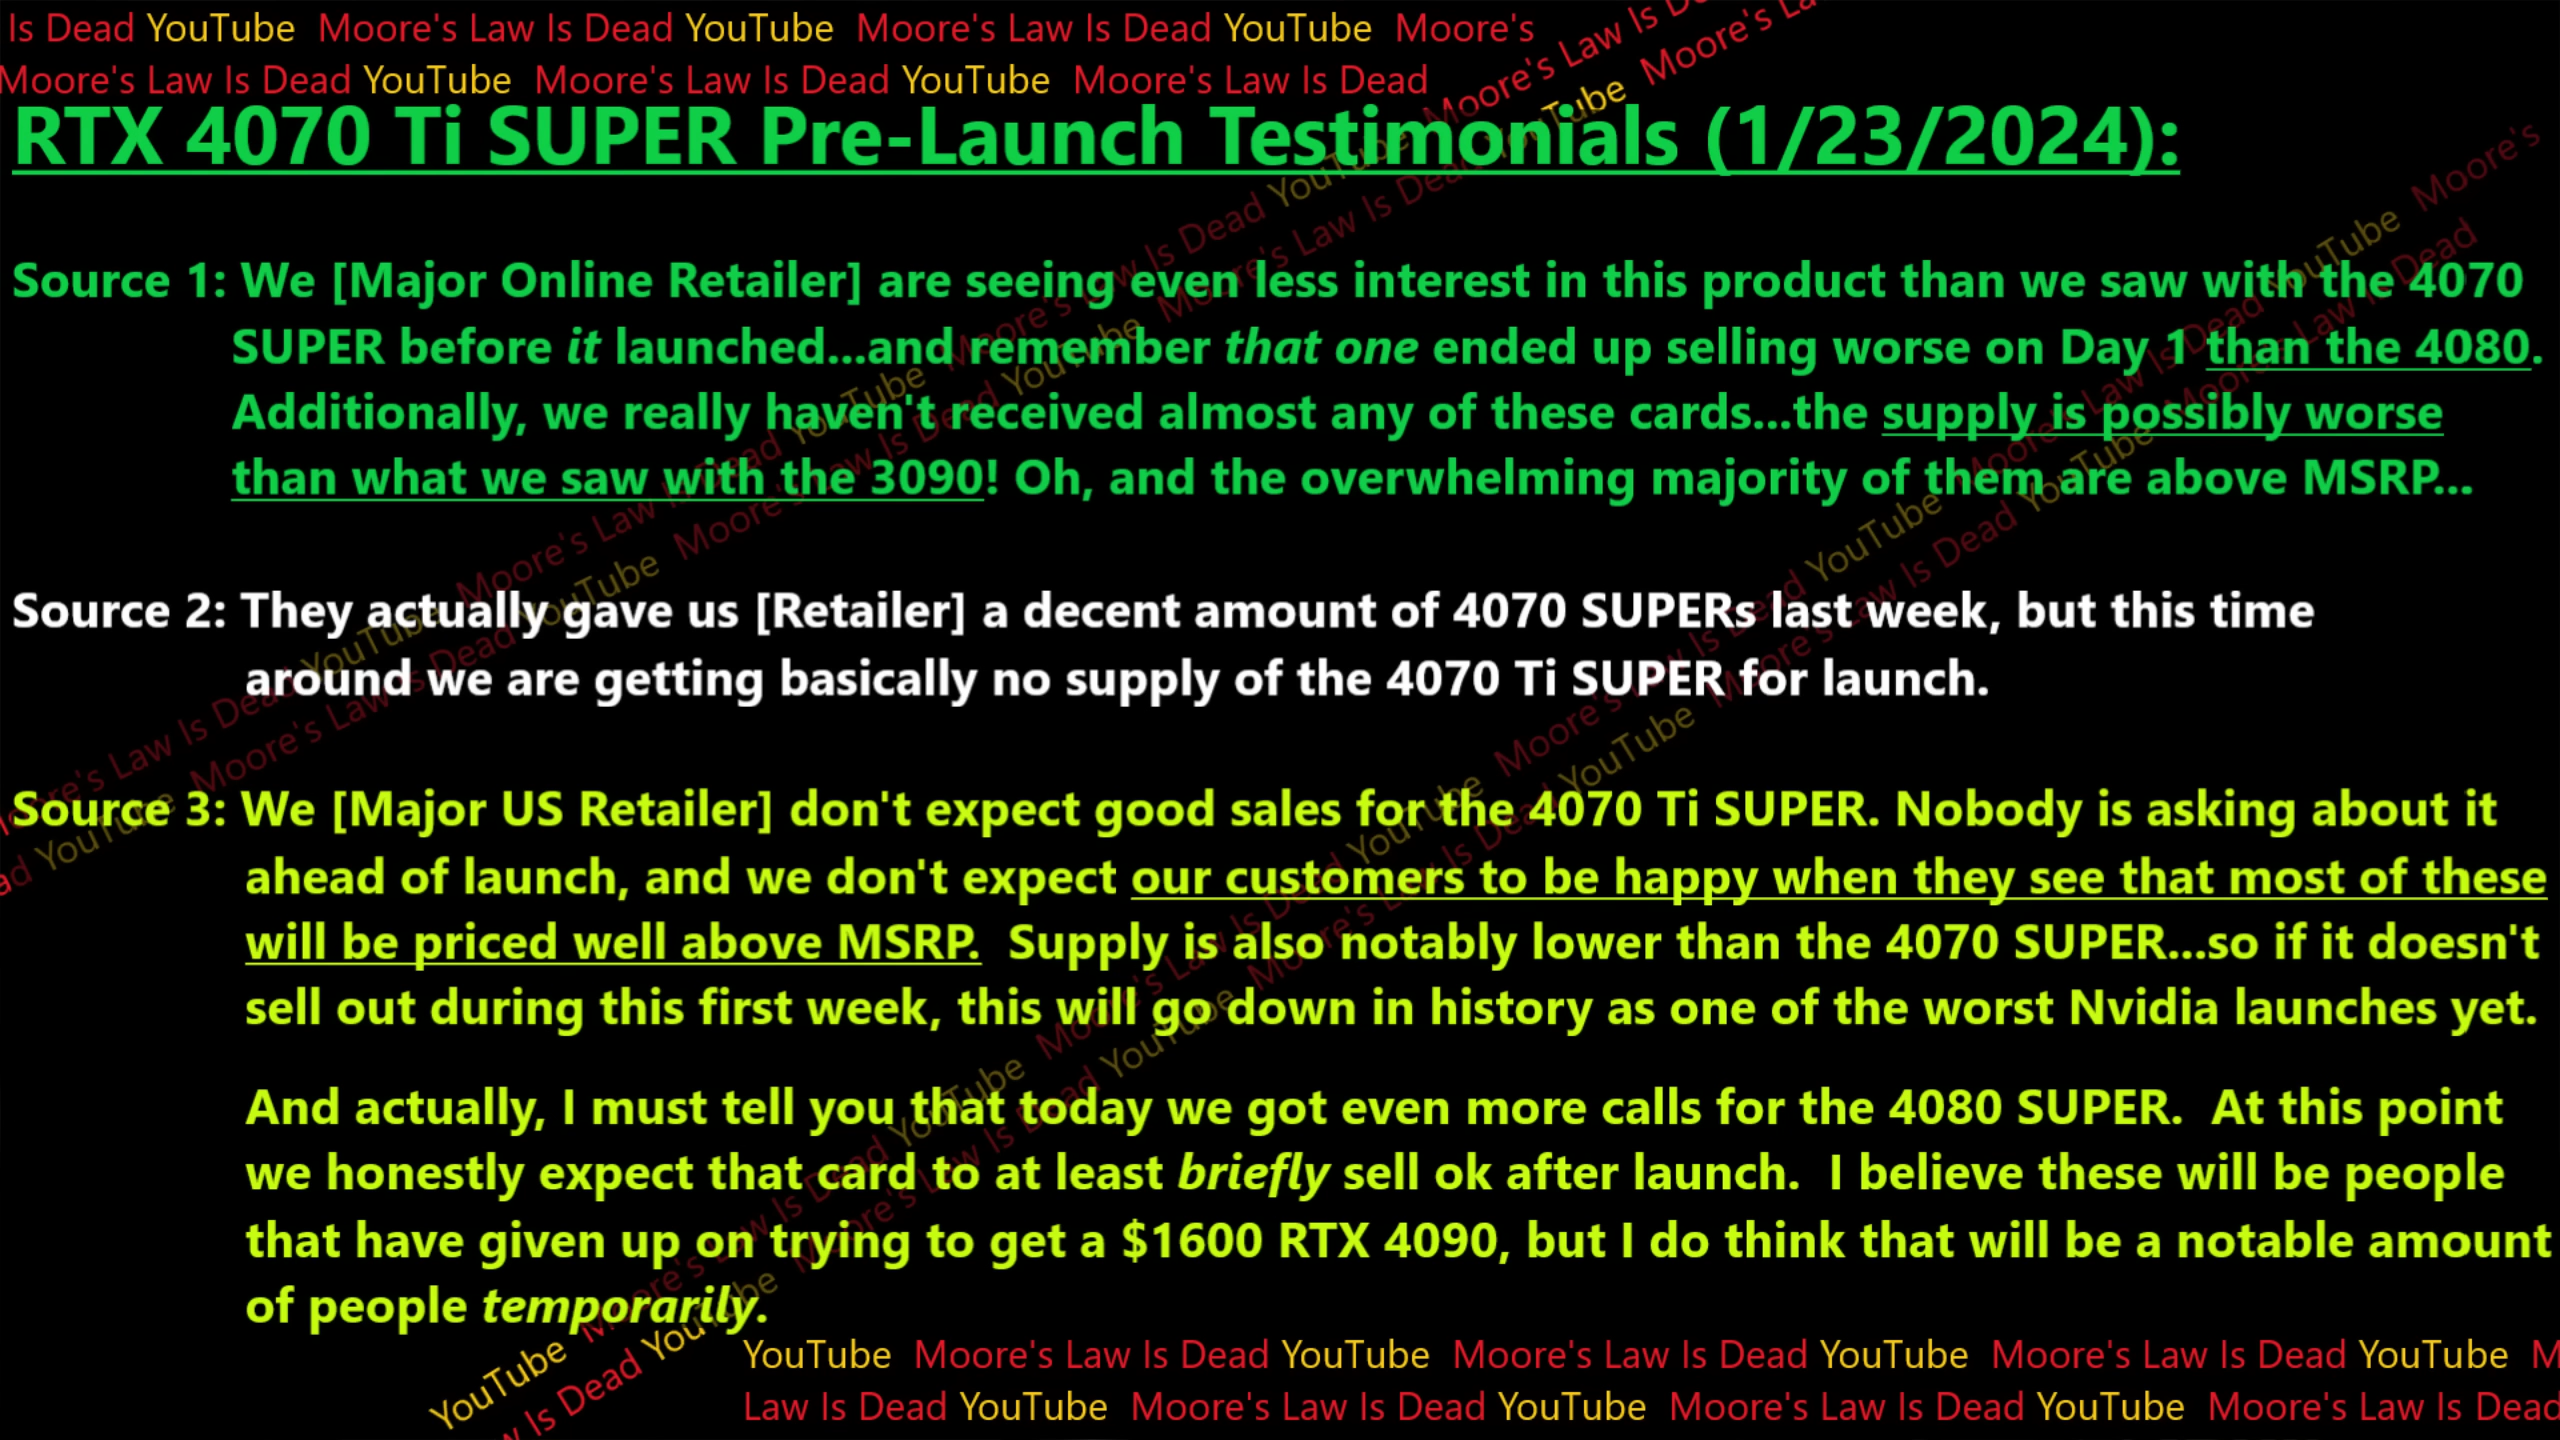 Is Dead YouTube  Moore's Law Is Dead YouTube  Moore's Law Is Dead YouTube  Moore's
Moore's Law Is Dead YouTube  Moore's Law Is Dead YouTube  Moore's Law Is Dead
RTX 4070 Ti SUPER Pre-Launch Testimonials (1/23/2024):
Source 1: We [Major Online Retailer] are seeing even less interest in this product than we saw with the 4070
SUPER before it launched...and remember that one ended up selling worse on Day 1 than the 4080.
Additionally, we really haven't received almost any of these cards...the supply is possibly worse
than what we saw with the 3090! Oh, and the overwhelming majority of them are above MSRP...
Source 2: They actually gave us [Retailer] a decent amount of 4070 SUPERs last week, but this time
around we are getting basically no supply of the 4070 Ti SUPER for launch.
Source 3: We [Major US Retailer] don't expect good sales for the 4070 Ti SUPER. Nobody is asking about it
ahead of launch, and we don't expect our customers to be happy when they see that most of these
will be priced well above MSRP.  Supply is also notably lower than the 4070 SUPER...so if it doesn't
sell out during this first week, this will go down in history as one of the worst Nvidia launches yet.
And actually, I must tell you that today we got even more calls for the 4080 SUPER.  At this point
we honestly expect that card to at least briefly sell ok after launch.  I believe these will be people
that have given up on trying to get a $1600 RTX 4090, but I do think that will be a notable amount
of people temporarily.
YouTube  Moore's Law Is Dead YouTube  Moore's Law Is Dead YouTube  Moore's Law Is Dead YouTube  M
Law Is Dead YouTube  Moore's Law Is Dead YouTube  Moore's Law Is Dead YouTube  Moore's Law Is Dead